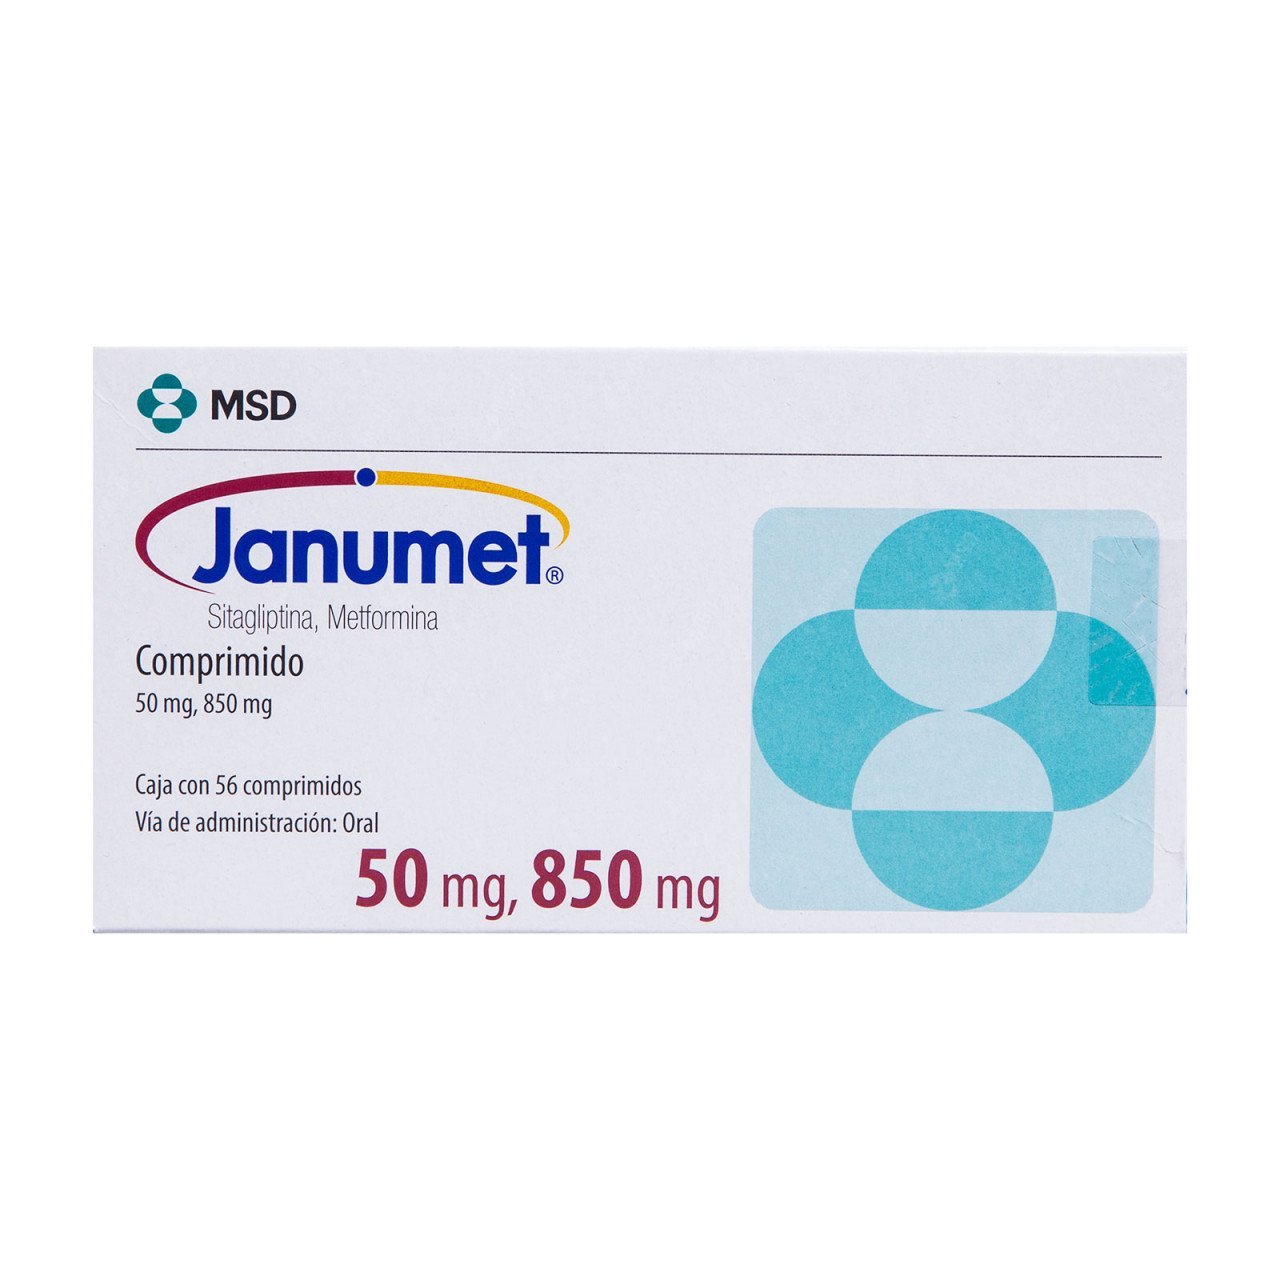 MSD
Janumet®
Sitagliptina, Metformina
Comprimido
50 mg, 850 mg
Caja con 56 comprimidos
Vía de administración: Oral
50 mg, 850 mg